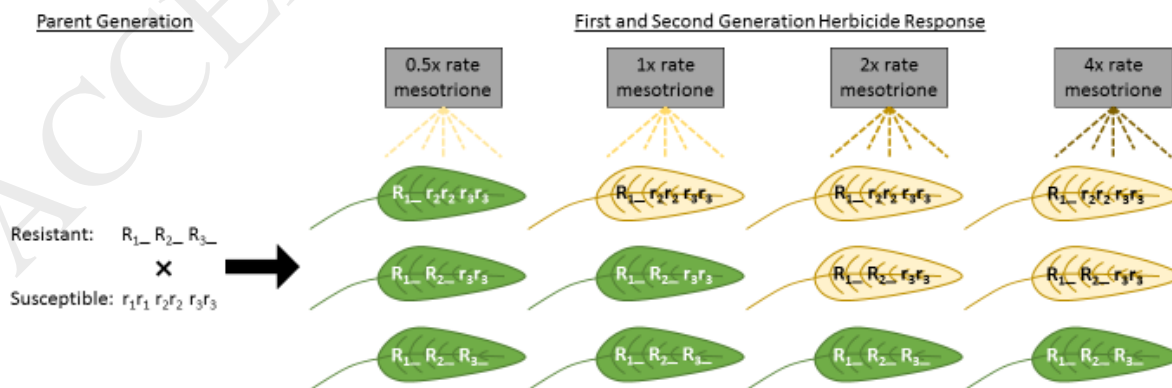 Parent Generation
First and Second Generation Herbicide Response
0.5x rate
mesotrione
1x rate
mesotrione
2x rate
mesotrione
4x rate
mesotrione
R₁_ r₂r₂ r₃r₃
R₁_ r₂r₂ r₃r₃
R₁_ r₂r₂ r₃r₃
R₁_ r₂r₂ r₃r₃
Resistant: R₁_ R₂_ R₃_
×
Susceptible: r₁r₁ r₂r₂ r₃r₃
R₁_ R₂_ r₃r₃
R₁_ R₂_ r₃r₃
R₁_ R₂_ r₃r₃
R₁_ R₂_ r₃r₃
R₁_ R₂_ R₃_
R₁_ R₂_ R₃_
R₁_ R₂_ R₃_
R₁_ R₂_ R₃_